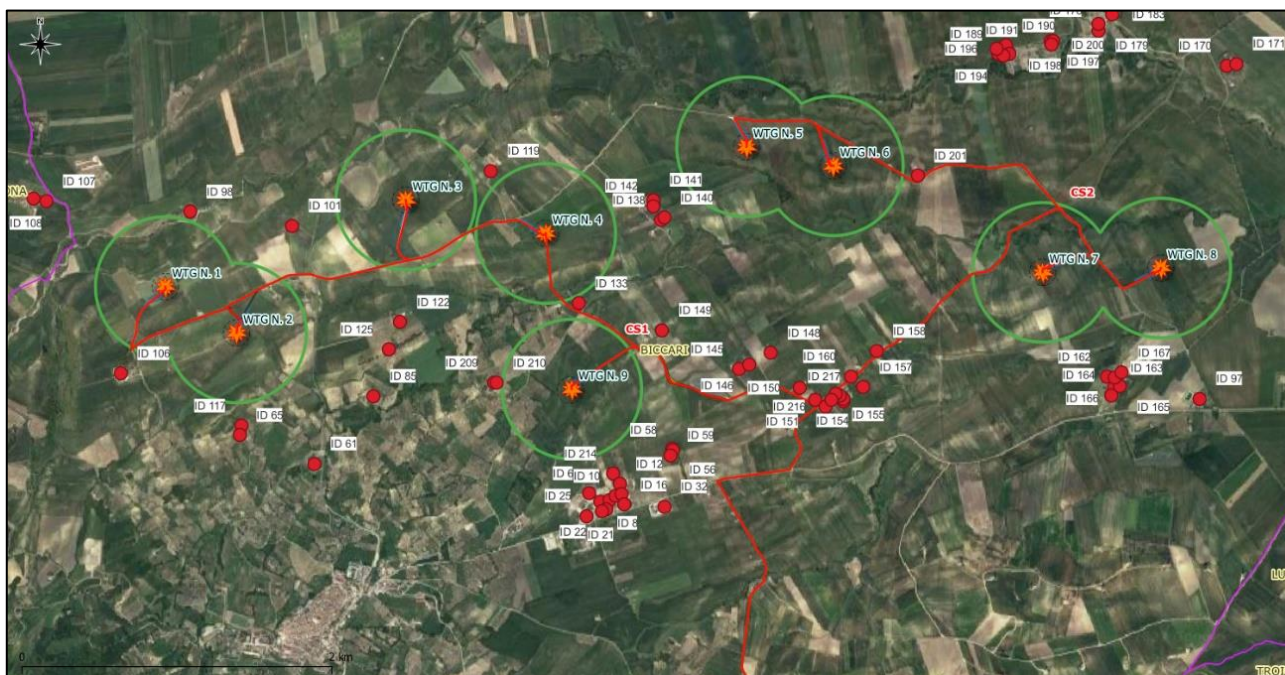 N
ID 183
ID 190
ID 191
ID 189
ID 196
ID 200
ID 179
ID 170
ID 171
ID 198
ID 197
ID 194
WTG N. 5
WTG N. 6
ID 119
ID 201
ID 107
ID 98
WTG N. 3
ID 142
ID 141
ID 138
ID 140
CS2
ID 108
ID 101
WTG N. 4
WTG N. 1
WTG N. 7
WTG N. 8
ID 133
ID 122
WTG N. 2
CS1
ID 149
ID 125
BICCARI
ID 148
ID 158
ID 106
ID 209
ID 210
ID 145
ID 160
ID 157
ID 162
ID 167
ID 85
WTG N. 9
ID 146
ID 150
ID 217
ID 164
ID 163
ID 97
ID 117
ID 65
ID 216
ID 151
ID 154
ID 155
ID 166
ID 165
ID 61
ID 58
ID 59
ID 214
ID 12
ID 6
ID 10
ID 56
ID 25
ID 16
ID 32
ID 22
ID 21
ID 8
0
2 km